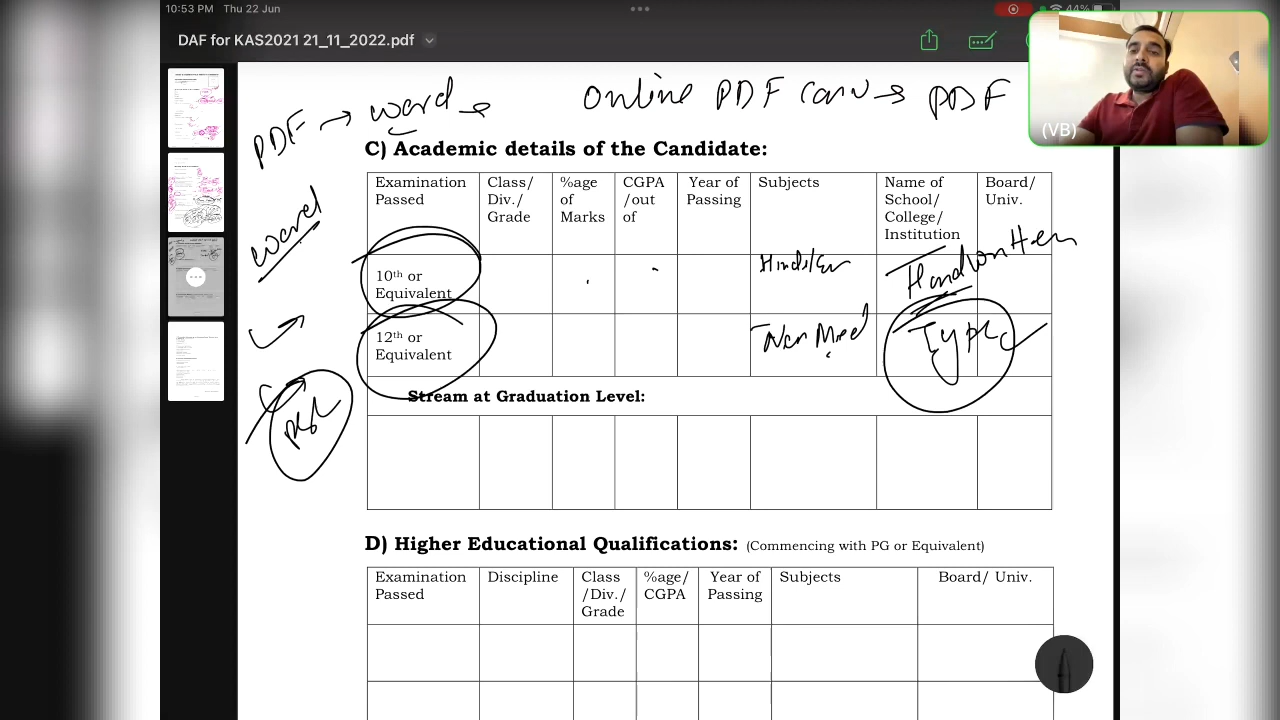 10:53 PM Thu 22 Jun
44%
DAF for KAS2021 21_11_2022.pdf
(VB)
PDF → word
Online PDF PDF
C) Academic details of the Candidate:
Examination Passed Class/ Div./ Grade %age of Marks CGPA /out of Year of Passing Subjects Name of School/ College/ Institution Board/ Univ.
word
10th or Equivalent
Handwritten
12th or Equivalent
Type
Stream at Graduation Level:
pdf
D) Higher Educational Qualifications: (Commencing with PG or Equivalent)
Examination Passed Discipline Class /Div./ Grade %age/ CGPA Year of Passing Subjects Board/ Univ.